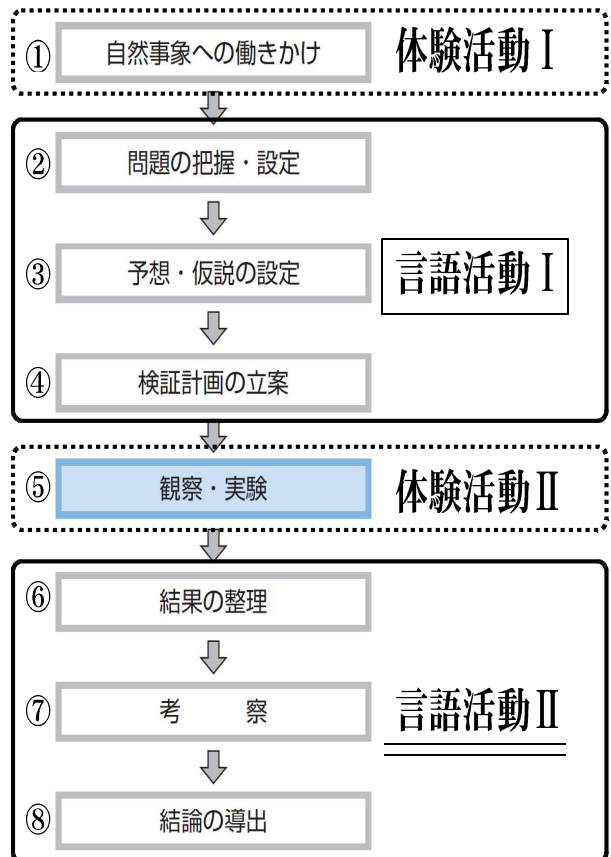 ① 自然事象への働きかけ 体験活動Ⅰ
② 問題の把握・設定
③ 予想・仮説の設定 言語活動Ⅰ
④ 検証計画の立案
⑤ 観察・実験 体験活動Ⅱ
⑥ 結果の整理
⑦ 考　　察 言語活動Ⅱ
⑧ 結論の導出